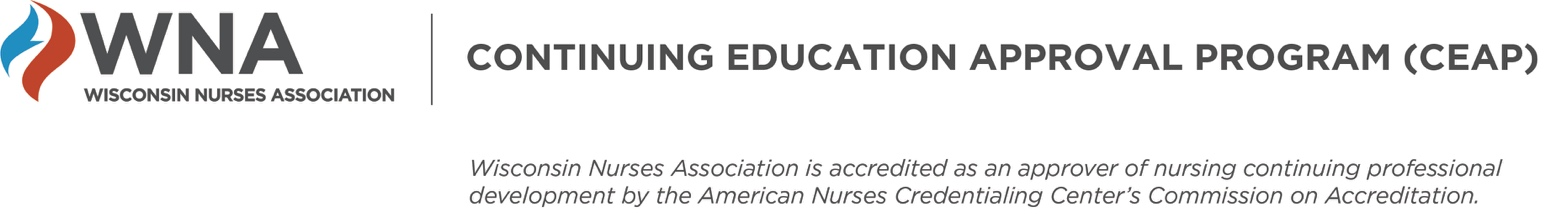 WNA
WISCONSIN NURSES ASSOCIATION
CONTINUING EDUCATION APPROVAL PROGRAM (CEAP)
Wisconsin Nurses Association is accredited as an approver of nursing continuing professional
development by the American Nurses Credentialing Center’s Commission on Accreditation.